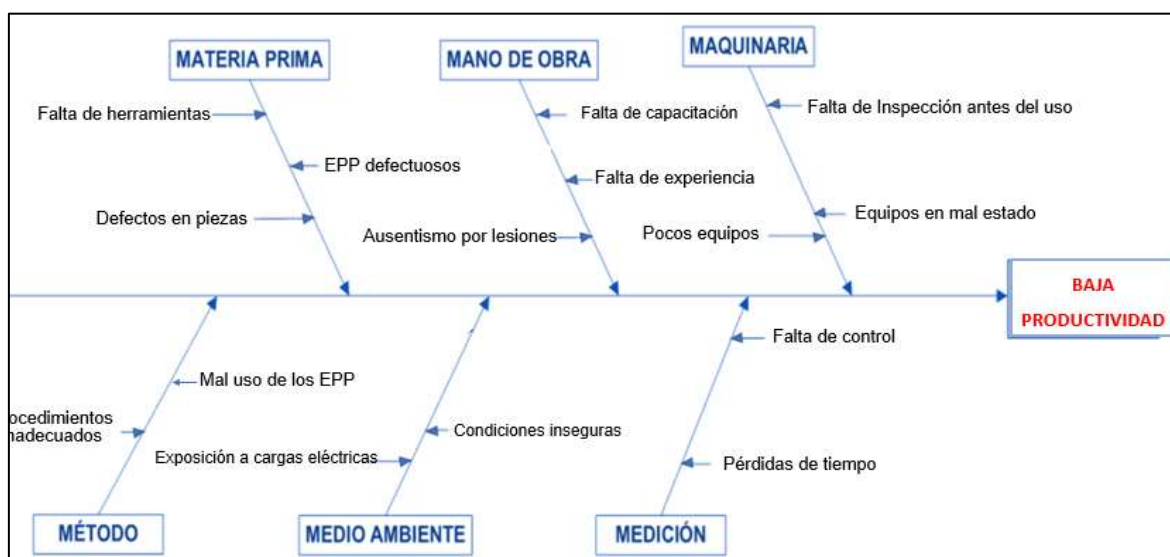 MATERIA PRIMA
MANO DE OBRA
MAQUINARIA
Falta de herramientas
EPP defectuosos
Defectos en piezas
Falta de capacitación
Falta de experiencia
Ausentismo por lesiones
Falta de Inspección antes del uso
Equipos en mal estado
Pocos equipos
BAJA
PRODUCTIVIDAD
Mal uso de los EPP
ocedimientos
nadecuados
Condiciones inseguras
Exposición a cargas eléctricas
Falta de control
Pérdidas de tiempo
MÉTODO
MEDIO AMBIENTE
MEDICIÓN